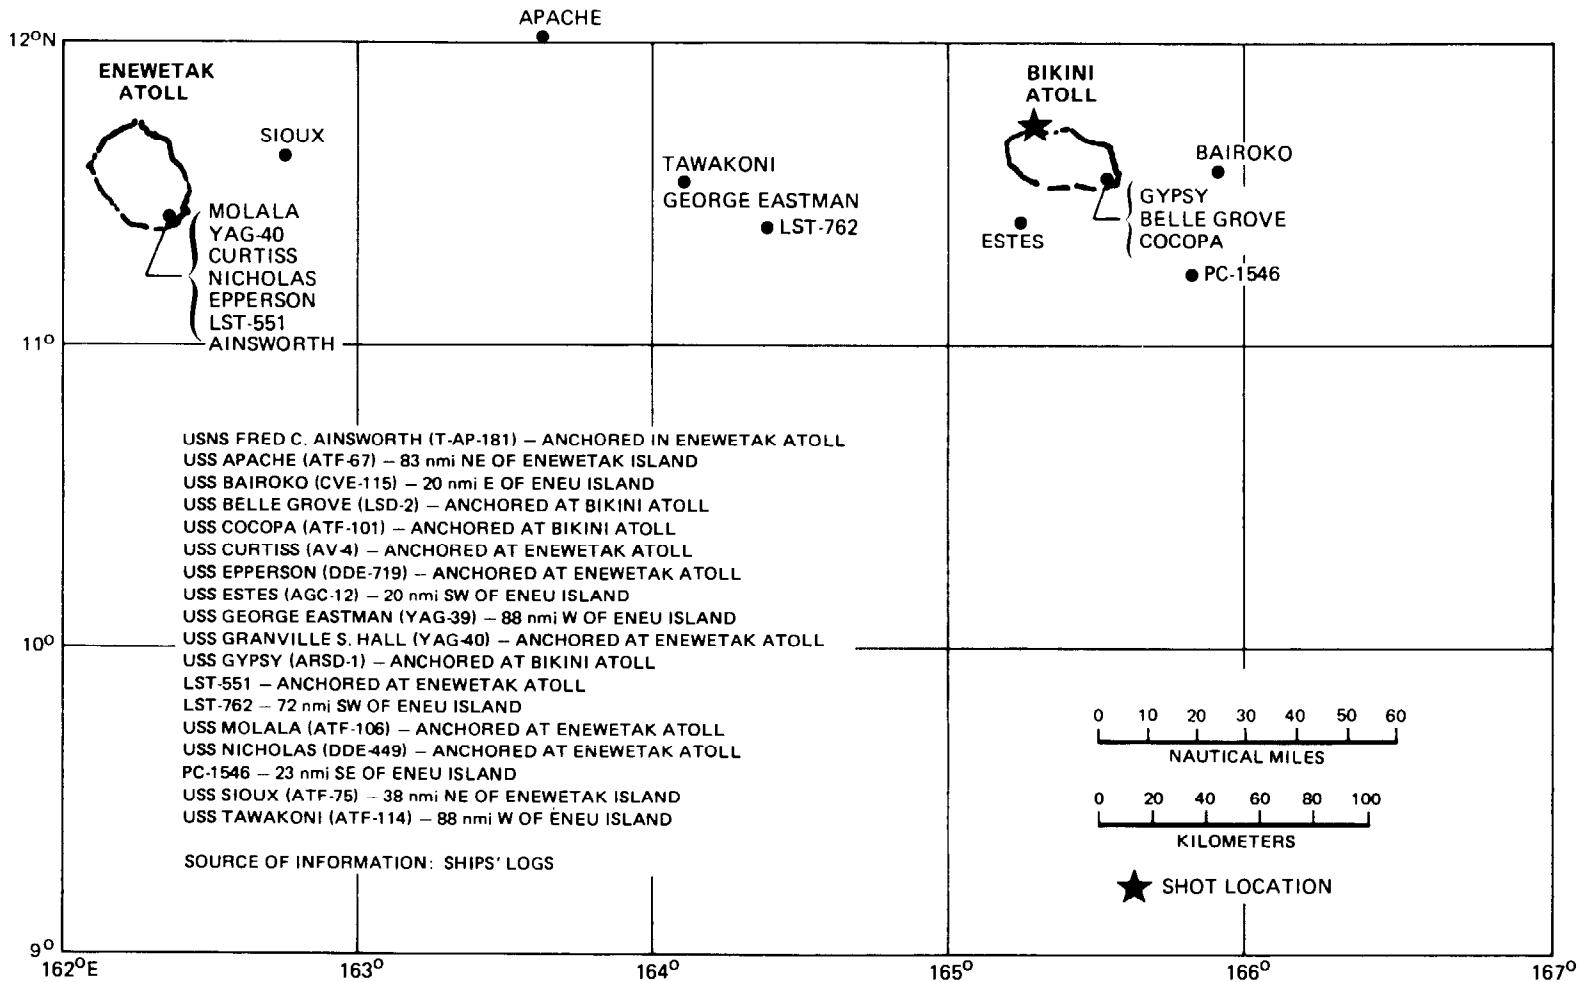 APACHE
12°N
ENEWETAK
ATOLL
BIKINI
ATOLL
SIOUX
TAWAKONI
GEORGE EASTMAN
LST-762
BAIROKO
GYPSY
BELLE GROVE
COCOPA
ESTES
PC-1546
MOLALA
YAG-40
CURTISS
NICHOLAS
EPPERSON
LST-551
AINSWORTH
11°
USNS FRED C. AINSWORTH (T-AP-181) — ANCHORED IN ENEWETAK ATOLL
USS APACHE (ATF-67) — 83 nmi NE OF ENEWETAK ISLAND
USS BAIROKO (CVE-115) — 20 nmi E OF ENEU ISLAND
USS BELLE GROVE (LSD-2) — ANCHORED AT BIKINI ATOLL
USS COCOPA (ATF-101) — ANCHORED AT BIKINI ATOLL
USS CURTISS (AV-4) — ANCHORED AT ENEWETAK ATOLL
USS EPPERSON (DDE-719) — ANCHORED AT ENEWETAK ATOLL
USS ESTES (AGC-12) — 20 nmi SW OF ENEU ISLAND
USS GEORGE EASTMAN (YAG-39) — 88 nmi W OF ENEU ISLAND
USS GRANVILLE S. HALL (YAG-40) — ANCHORED AT ENEWETAK ATOLL
USS GYPSY (ARSD-1) — ANCHORED AT BIKINI ATOLL
LST-551 — ANCHORED AT ENEWETAK ATOLL
LST-762 — 72 nmi SW OF ENEU ISLAND
USS MOLALA (ATF-106) — ANCHORED AT ENEWETAK ATOLL
USS NICHOLAS (DDE-449) — ANCHORED AT ENEWETAK ATOLL
PC-1546 — 23 nmi SE OF ENEU ISLAND
USS SIOUX (ATF-75) — 38 nmi NE OF ENEWETAK ISLAND
USS TAWAKONI (ATF-114) — 88 nmi W OF ENEU ISLAND
SOURCE OF INFORMATION: SHIPS' LOGS
10°
0 10 20 30 40 50 60
NAUTICAL MILES
0 20 40 60 80 100
KILOMETERS
SHOT LOCATION
9°
162°E 163° 164° 165° 166° 167°